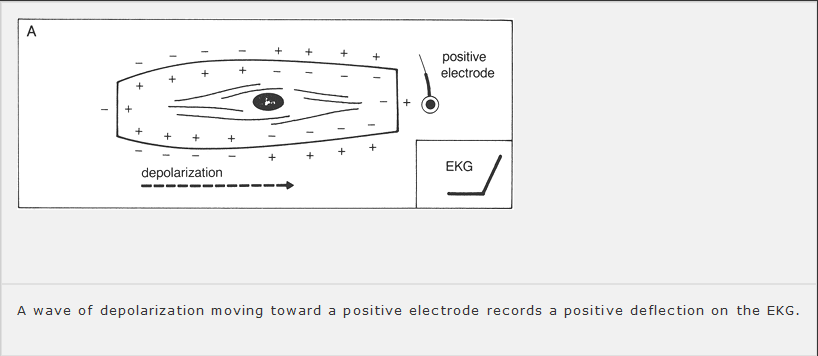 A
positive
electrode
EKG
depolarization
A wave of depolarization moving toward a positive electrode records a positive deflection on the EKG.